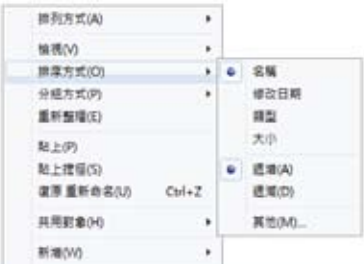 排列方式(A)
檢視(V)
排序方式(O)
分組方式(P)
重新整理(E)
貼上(P)
貼上捷徑(S)
復原 重新命名(U) Ctrl+Z
共用對象(H)
新增(W)
名稱
修改日期
類型
大小
遞增(A)
遞減(D)
其他(M)...